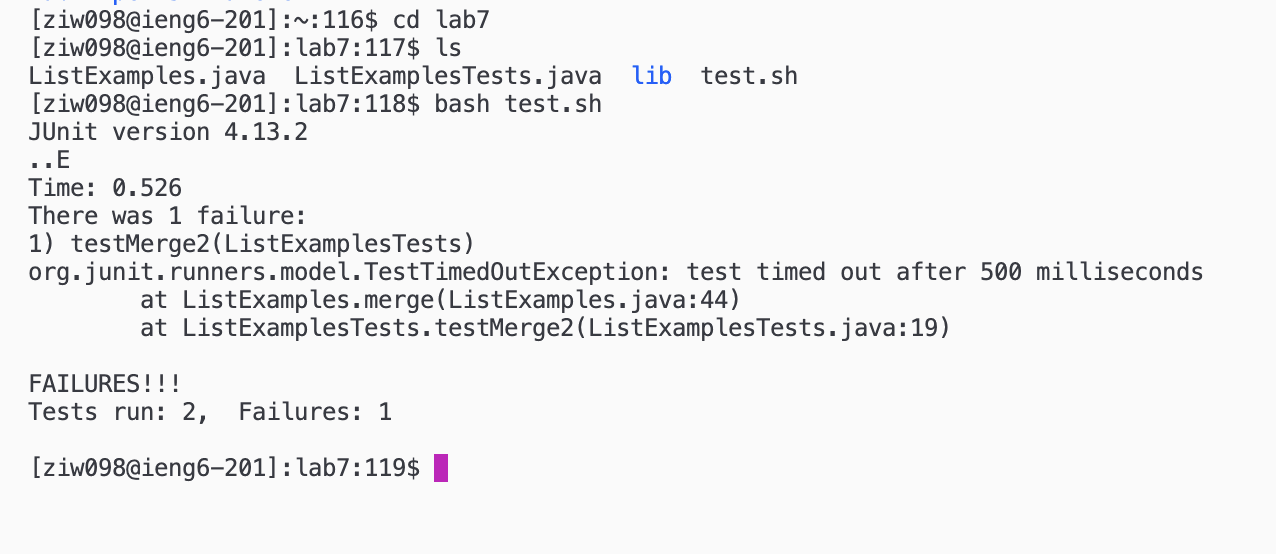 [ziw098@ieng6-201]:~:116$ cd lab7
[ziw098@ieng6-201]:lab7:117$ ls
ListExamples.java  ListExamplesTests.java  lib  test.sh
[ziw098@ieng6-201]:lab7:118$ bash test.sh
JUnit version 4.13.2
..E
Time: 0.526
There was 1 failure:
1) testMerge2(ListExamplesTests)
org.junit.runners.model.TestTimedOutException: test timed out after 500 milliseconds
        at ListExamples.merge(ListExamples.java:44)
        at ListExamplesTests.testMerge2(ListExamplesTests.java:19)

FAILURES!!!
Tests run: 2,  Failures: 1

[ziw098@ieng6-201]:lab7:119$